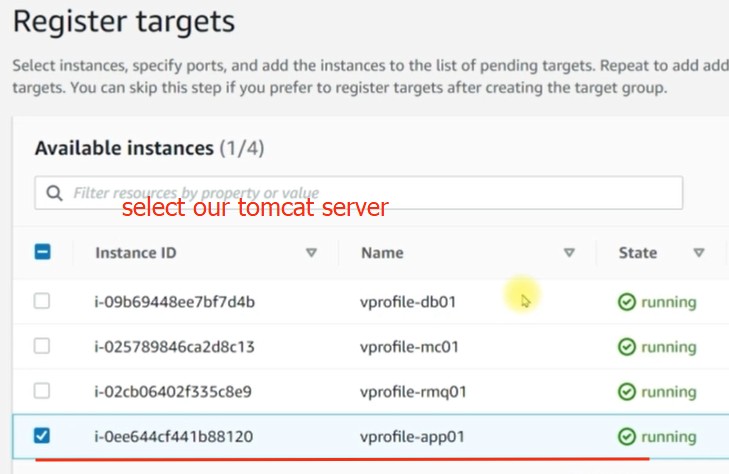 Register targets
Select instances, specify ports, and add the instances to the list of pending targets. Repeat to add add
targets. You can skip this step if you prefer to register targets after creating the target group.
Available instances (1/4)
Filter resources by property or value
select our tomcat server
Instance ID Name State
i-09b69448ee7bf7d4b vprofile-db01 running
i-025789846ca2d8c13 vprofile-mc01 running
i-02cb06402f335c8e9 vprofile-rmq01 running
i-0ee644cf441b88120 vprofile-app01 running